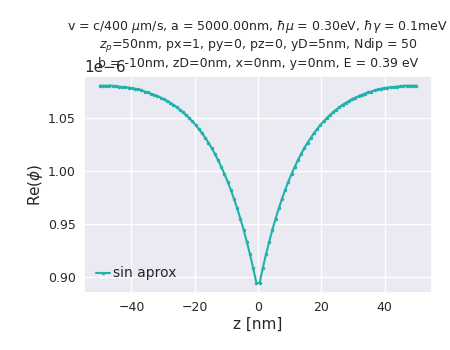 v = c/400 μm/s, a = 5000.00nm, ℏμ = 0.30eV, ℏγ = 0.1meV
zₚ=50nm, px=1, py=0, pz=0, yD=5nm, Ndip = 50
b = -10nm, zD=0nm, x=0nm, y=0nm, E = 0.39 eV
1e−6
1.05
1.00
0.95
0.90
Re(ϕ)
sin aprox
−40 −20 0 20 40
z [nm]